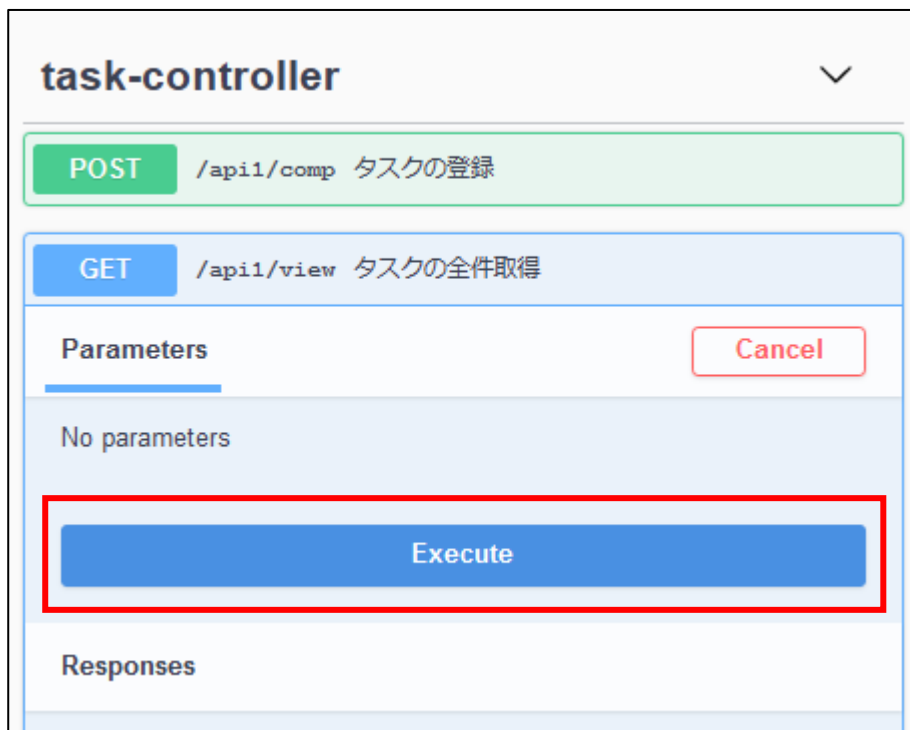 task-controller
POST /api1/comp タスクの登録
GET /api1/view タスクの全件取得
Parameters Cancel
No parameters
Execute
Responses